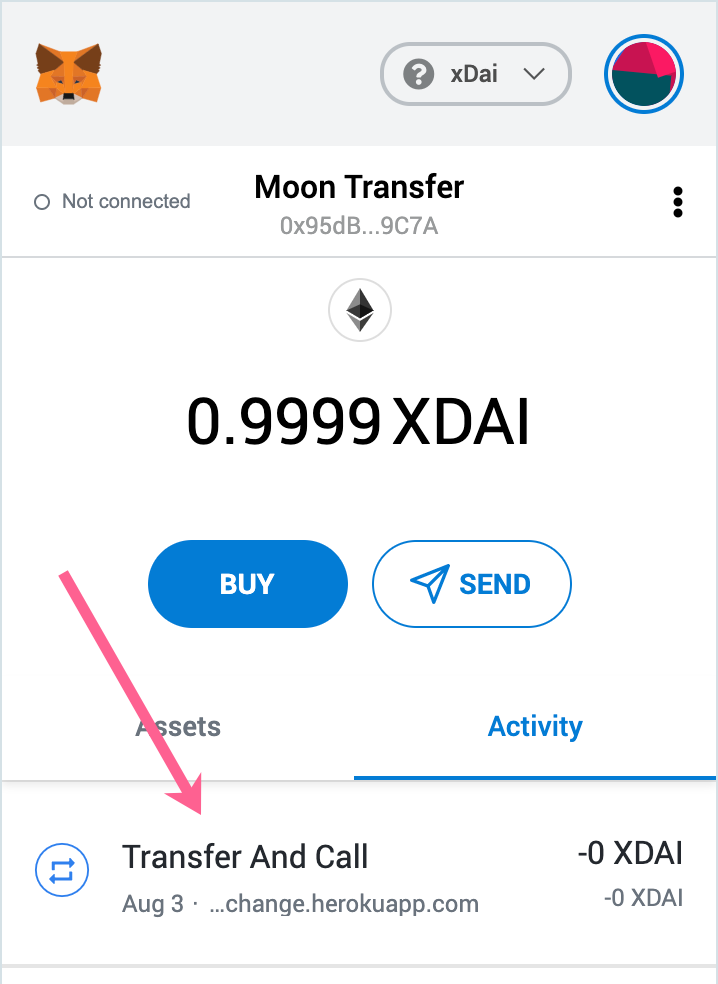 ? xDai
Not connected
Moon Transfer
0x95dB...9C7A
0.9999 XDAI
BUY
SEND
Assets
Activity
Transfer And Call
-0 XDAI
Aug 3 · ...change.herokuapp.com
-0 XDAI